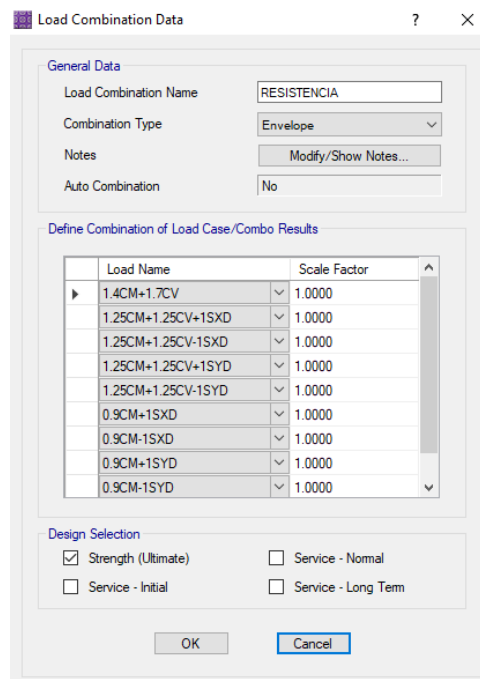 Load Combination Data ? ×
General Data
Load Combination Name RESISTENCIA
Combination Type Envelope
Notes Modify/Show Notes...
Auto Combination No
Define Combination of Load Case/Combo Results
Load Name Scale Factor
1.4CM+1.7CV 1.0000
1.25CM+1.25CV+1SXD 1.0000
1.25CM+1.25CV-1SXD 1.0000
1.25CM+1.25CV+1SYD 1.0000
1.25CM+1.25CV-1SYD 1.0000
0.9CM+1SXD 1.0000
0.9CM-1SXD 1.0000
0.9CM+1SYD 1.0000
0.9CM-1SYD 1.0000
Design Selection
Strength (Ultimate) Service - Normal
Service - Initial Service - Long Term
OK Cancel